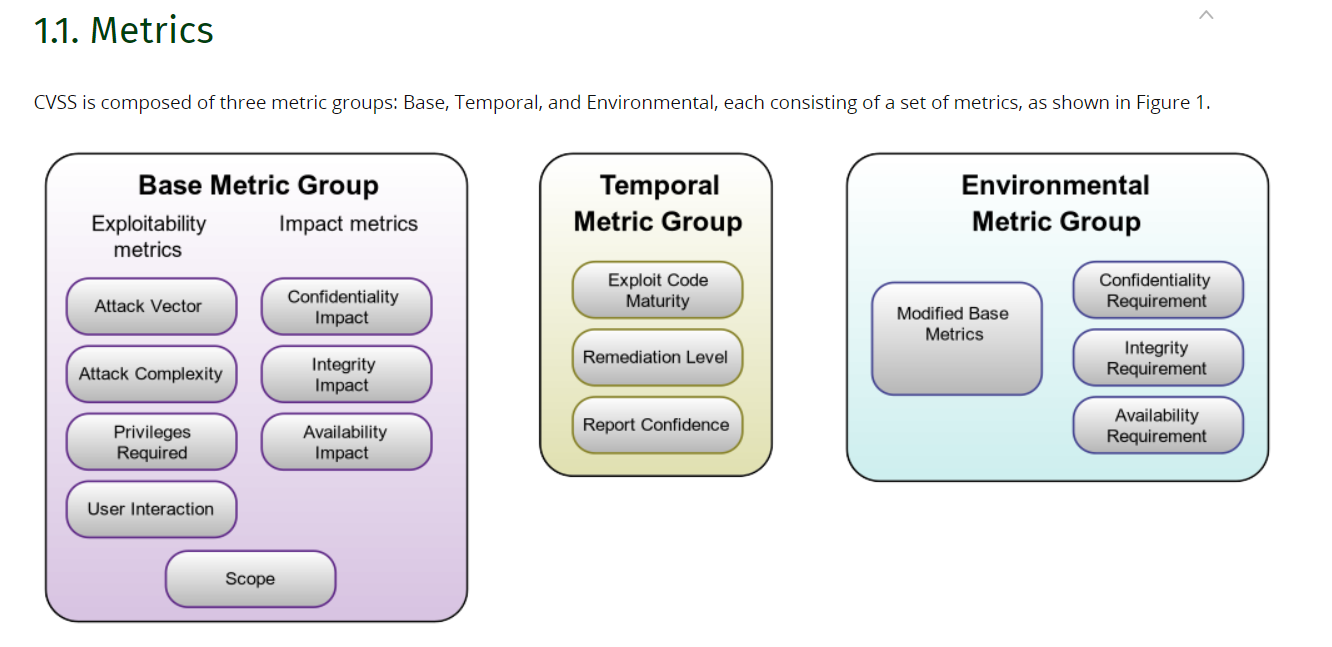 1.1. Metrics
CVSS is composed of three metric groups: Base, Temporal, and Environmental, each consisting of a set of metrics, as shown in Figure 1.
Base Metric Group
Exploitability
metrics
Impact metrics
Attack Vector
Attack Complexity
Privileges
Required
User Interaction
Confidentiality
Impact
Integrity
Impact
Availability
Impact
Scope
Temporal
Metric Group
Exploit Code
Maturity
Remediation Level
Report Confidence
Environmental
Metric Group
Modified Base
Metrics
Confidentiality
Requirement
Integrity
Requirement
Availability
Requirement